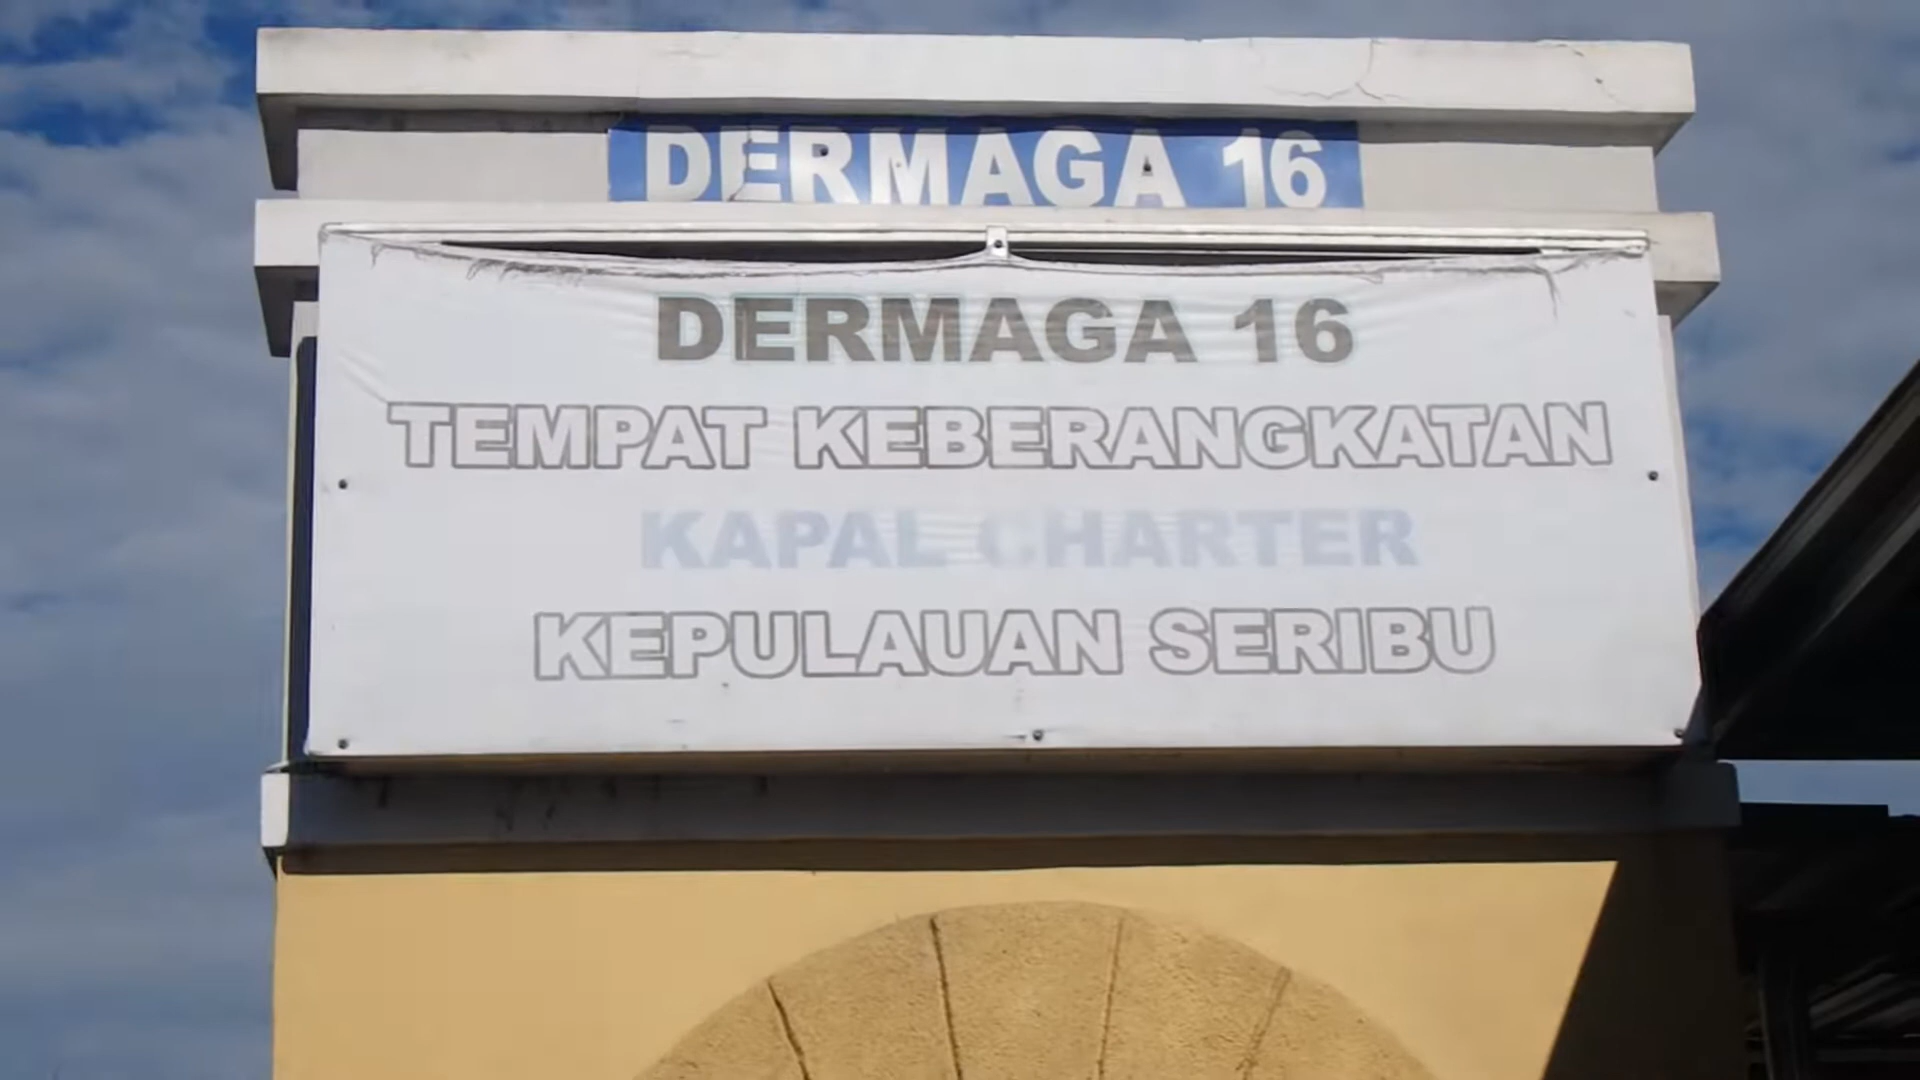 DERMAGA 16
DERMAGA 16
TEMPAT KEBERANGKATAN
KAPAL CHARTER
KEPULAUAN SERIBU